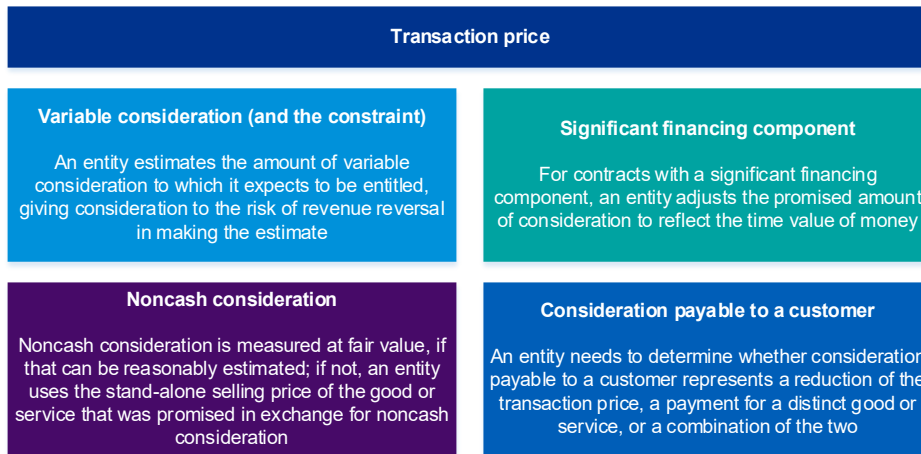 Transaction price
Variable consideration (and the constraint)
An entity estimates the amount of variable
consideration to which it expects to be entitled,
giving consideration to the risk of revenue reversal
in making the estimate
Significant financing component
For contracts with a significant financing
component, an entity adjusts the promised amount
of consideration to reflect the time value of money
Noncash consideration
Noncash consideration is measured at fair value, if
that can be reasonably estimated; if not, an entity
uses the stand-alone selling price of the good or
service that was promised in exchange for noncash
consideration
Consideration payable to a customer
An entity needs to determine whether consideration
payable to a customer represents a reduction of the
transaction price, a payment for a distinct good or
service, or a combination of the two